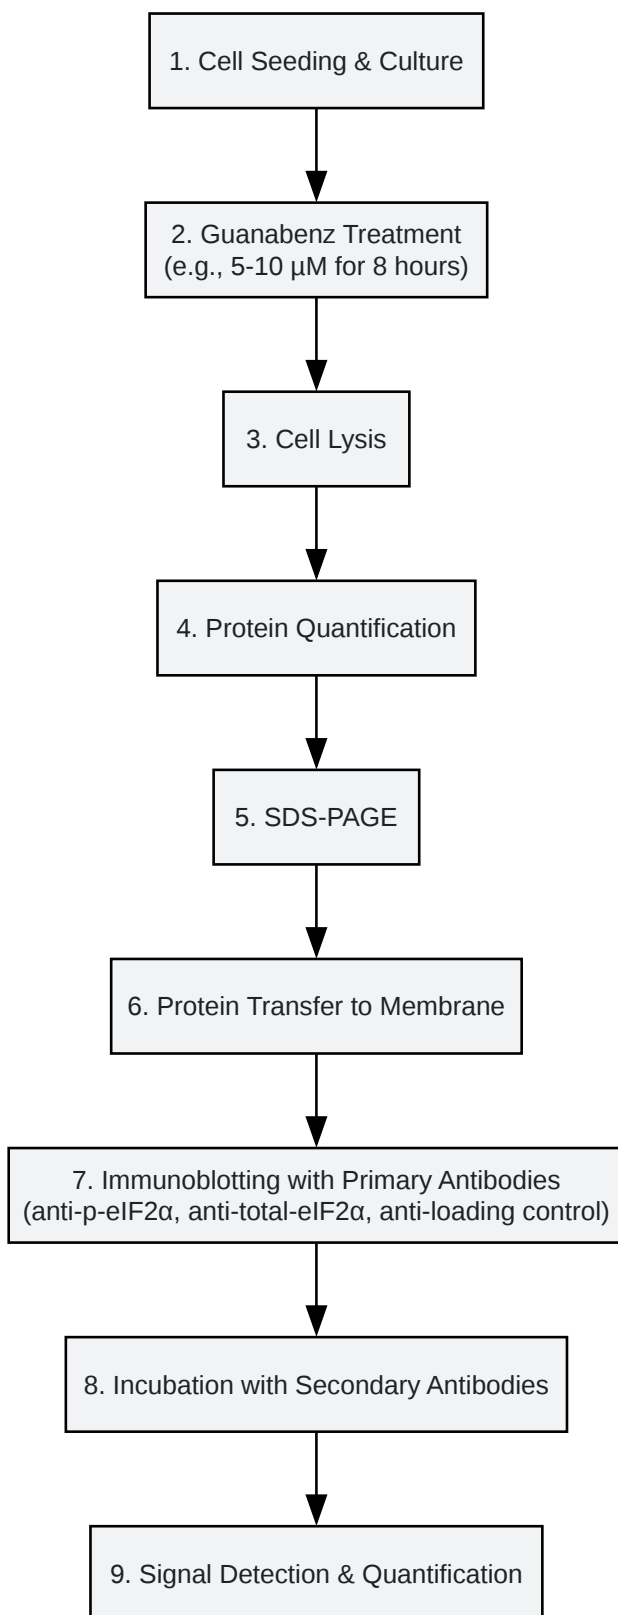 1. Cell Seeding & Culture
2. Guanabenz Treatment
(e.g., 5-10 µM for 8 hours)
3. Cell Lysis
4. Protein Quantification
5. SDS-PAGE
6. Protein Transfer to Membrane
7. Immunoblotting with Primary Antibodies
(anti-p-eIF2α, anti-total-eIF2α, anti-loading control)
8. Incubation with Secondary Antibodies
9. Signal Detection & Quantification